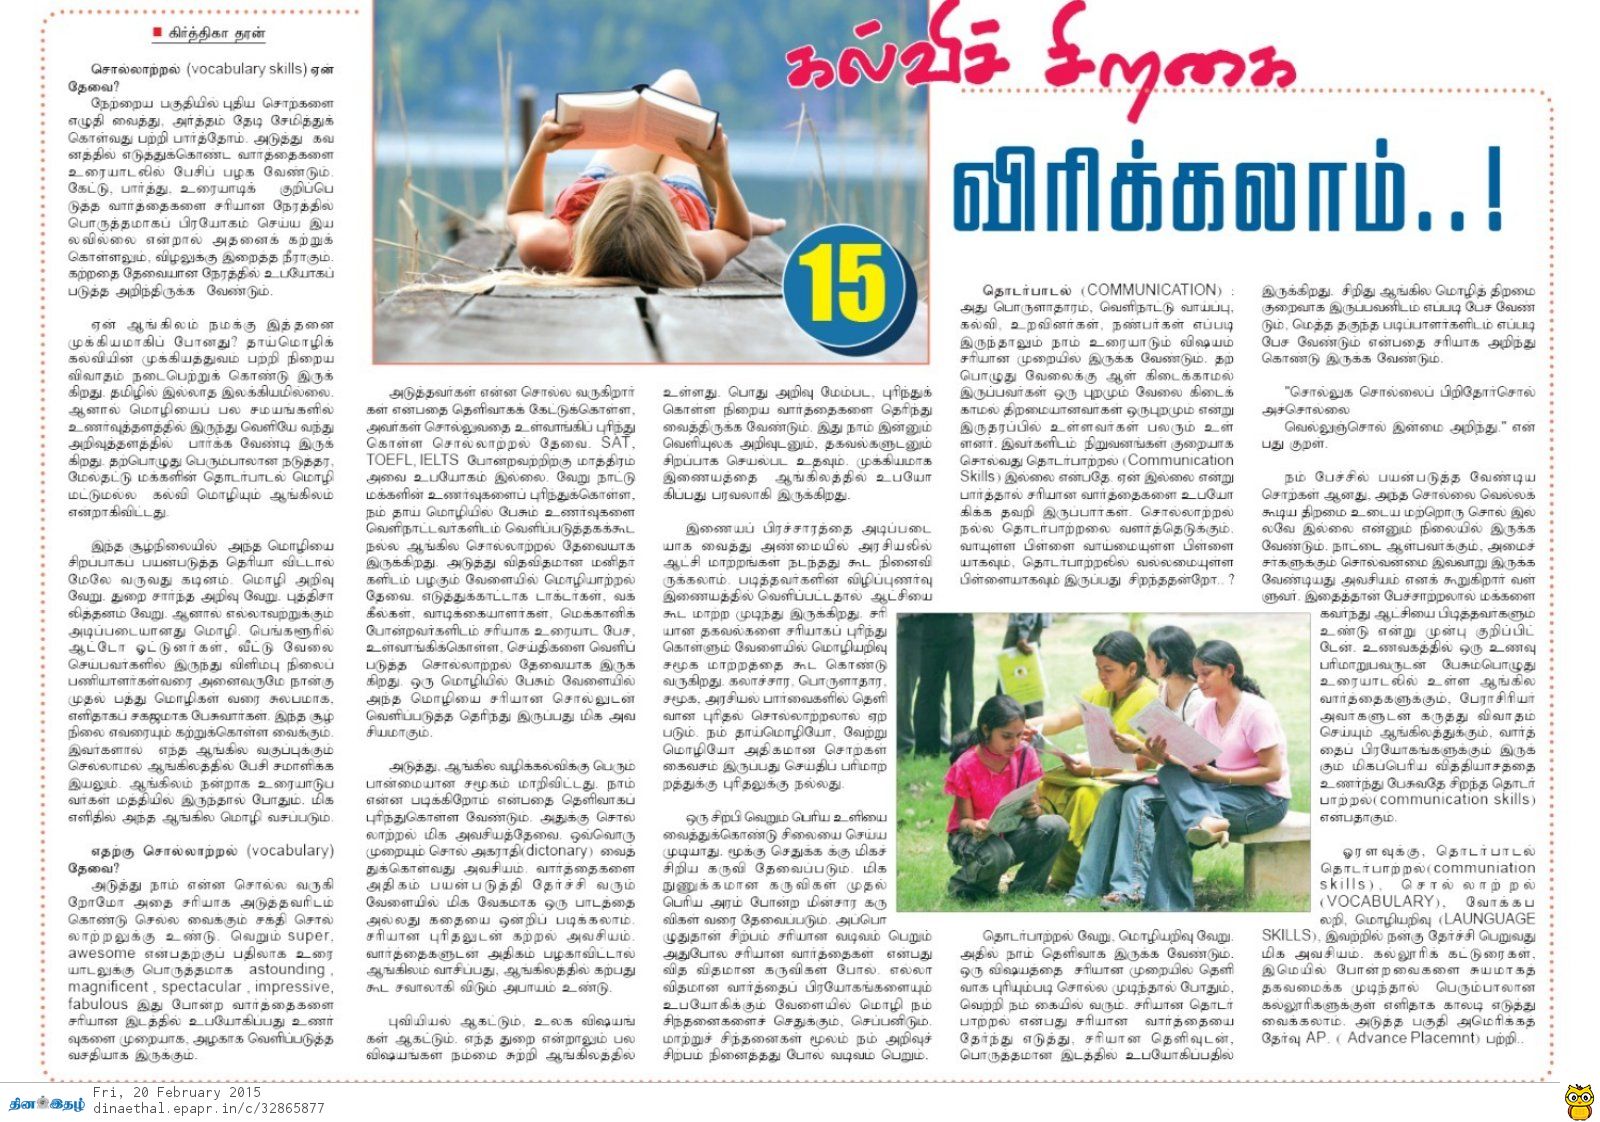 கல்விச் சிறகை
விரிக்கலாம்..!
15
■ கிர்த்திகா தரன்
சொல்லாற்றல் (vocabulary skills) ஏன்
தேவை?
நேற்றைய பகுதியில் புதிய சொற்களை
எழுதி வைத்து, அர்த்தம் தேடி சேமித்துக்
கொள்வது பற்றி பார்த்தோம். அடுத்து கவ
னத்தில் எடுத்துக்கொண்ட வார்த்தைகளை
உரையாடலில் பேசிப் பழக வேண்டும்.
கேட்டு, பார்த்து, உரையாடிக் குறிப்பெ
டுத்த வார்த்தைகளை சரியான நேரத்தில்
பொருத்தமாகப் பிரயோகம் செய்ய இய
லவில்லை என்றால் அதனைக் கற்றுக்
கொள்ளலும், விழலுக்கு இறைத்த நீராகும்.
கற்றதை தேவையான நேரத்தில் உபயோகப்
படுத்த அறிந்திருக்க வேண்டும்.
ஏன் ஆங்கிலம் நமக்கு இத்தனை
முக்கியமாகிப் போனது? தாய்மொழிக்
கல்வியின் முக்கியத்துவம் பற்றி நிறைய
விவாதம் நடைபெற்றுக் கொண்டு இருக்
கிறது. தமிழில் இல்லாத இலக்கியமில்லை.
ஆனால் மொழியைப் பல சமயங்களில்
உணர்வுத்தளத்தில் இருந்து வெளியே வந்து
அறிவுத்தளத்தில் பார்க்க வேண்டி இருக்
கிறது. தற்பொழுது பெரும்பாலான நடுத்தர,
மேல்தட்டு மக்களின் தொடர்பாடல் மொழி
மட்டுமல்ல கல்வி மொழியும் ஆங்கிலம்
என்றாகிவிட்டது.
இந்த சூழ்நிலையில் அந்த மொழியை
சிறப்பாகப் பயன்படுத்த தெரியா விட்டால்
மேலே வருவது கடினம். மொழி அறிவு
வேறு. துறை சார்ந்த அறிவு வேறு. புத்திசா
லித்தனம் வேறு. ஆனால் எல்லாவற்றுக்கும்
அடிப்படையானது மொழி. பெங்களூரில்
ஆட்டோ ஓட்டுனர்கள், வீட்டு வேலை
செய்பவர்களில் இருந்து விளிம்பு நிலைப்
பணியாளர்கள்வரை அனைவருமே நான்கு
முதல் பத்து மொழிகள் வரை சுலபமாக,
எளிதாகப் சகஜமாக பேசுவார்கள். இந்த சூழ்
நிலை எவரையும் கற்றுக்கொள்ள வைக்கும்.
இவர்களால் எந்த ஆங்கில வகுப்புக்கும்
செல்லாமல் ஆங்கிலத்தில் பேசி சமாளிக்க
இயலும். ஆங்கிலம் நன்றாக உரையாடுப
வர்கள் மத்தியில் இருந்தால் போதும். மிக
எளிதில் அந்த ஆங்கில மொழி வசப்படும்.
எதற்கு சொல்லாற்றல் (vocabulary)
தேவை?
அடுத்து நாம் என்ன சொல்ல வருகி
றோமோ அதை சரியாக அடுத்தவரிடம்
கொண்டு செல்ல வைக்கும் சக்தி சொல்
லாற்றலுக்கு உண்டு. வெறும் super,
awesome என்பதற்குப் பதிலாக உரை
யாடலுக்கு பொருத்தமாக astounding ,
magnificent , spectacular , impressive,
fabulous இது போன்ற வார்த்தைகளை
சரியான இடத்தில் உபயோகிப்பது உணர்
வுகளை முறையாக, அழகாக வெளிப்படுத்த
வசதியாக இருக்கும்.
அடுத்தவர்கள் என்ன சொல்ல வருகிறார்
கள் என்பதை தெளிவாகக் கேட்டுக்கொள்ள,
அவர்கள் சொல்லுவதை உள்வாங்கிப் புரிந்து
கொள்ள சொல்லாற்றல் தேவை. SAT,
TOEFL, IELTS போன்றவற்றிற்கு மாத்திரம்
அவை உபயோகம் இல்லை. வேறு நாட்டு
மக்களின் உணர்வுகளைப் புரிந்துக்கொள்ள,
நம் தாய் மொழியில் பேசும் உணர்வுகளை
வெளிநாட்டவர்களிடம் வெளிப்படுத்தக்கூட
நல்ல ஆங்கில சொல்லாற்றல் தேவையாக
இருக்கிறது. அடுத்து விதவிதமான மனிதர்
களிடம் பழகும் வேளையில் மொழியாற்றல்
தேவை. எடுத்துக்காட்டாக டாக்டர்கள், வக்
கீல்கள், வாடிக்கையாளர்கள், மெக்கானிக்
போன்றவர்களிடம் சரியாக உரையாட பேச,
உள்வாங்கிக்கொள்ள, செய்திகளை வெளிப்
படுத்த சொல்லாற்றல் தேவையாக இருக்
கிறது. ஒரு மொழியில் பேசும் வேளையில்
அந்த மொழியை சரியான சொல்லுடன்
வெளிப்படுத்த தெரிந்து இருப்பது மிக அவ
சியமாகும்.
அடுத்து, ஆங்கில வழிக்கல்விக்கு பெரும்
பான்மையான சமூகம் மாறிவிட்டது. நாம்
என்ன படிக்கிறோம் என்பதை தெளிவாகப்
புரிந்துகொள்ள வேண்டும். அதுக்கு சொல்
லாற்றல் மிக அவசியத்தேவை. ஒவ்வொரு
முறையும் சொல் அகராதி(dictonary) வைத்
துக்கொள்வது அவசியம். வார்த்தைகளை
அதிகம் பயன்படுத்தி தேர்ச்சி வரும்
வேளையில் மிக வேகமாக ஒரு பாடத்தை
அல்லது கதையை ஒன்றிப் படிக்கலாம்.
சரியான புரிதலுடன் கற்றல் அவசியம்.
வார்த்தைகளுடன் அதிகம் பழகாவிட்டால்
ஆங்கிலம் வாசிப்பது, ஆங்கிலத்தில் கற்பது
கூட சவாலாகி விடும் அபாயம் உண்டு.
புவியியல் ஆகட்டும், உலக விஷயங்
கள் ஆகட்டும். எந்த துறை என்றாலும் பல
விஷயங்கள் நம்மை சுற்றி ஆங்கிலத்தில்
உள்ளது. பொது அறிவு மேம்பட, புரிந்துக்
கொள்ள நிறைய வார்த்தைகளை தெரிந்து
வைத்திருக்க வேண்டும். இது நாம் இன்னும்
வெளியுலக அறிவுடனும், தகவல்களுடனும்
சிறப்பாக செயல்பட உதவும். முக்கியமாக
இணையத்தை ஆங்கிலத்தில் உபயோ
கிப்பது பரவலாகி இருக்கிறது.
இணையப் பிரச்சாரத்தை அடிப்படை
யாக வைத்து அண்மையில் அரசியலில்
ஆட்சி மாற்றங்கள் நடந்தது கூட நினைவி
ருக்கலாம். படித்தவர்களின் விழிப்புணர்வு
இணையத்தில் வெளிப்பட்டதால் ஆட்சியை
கூட மாற்ற முடிந்து இருக்கிறது. சரி
யான தகவல்களை சரியாகப் புரிந்து
கொள்ளும் வேளையில் மொழியறிவு
சமூக மாற்றத்தை கூட கொண்டு
வருகிறது. கலாச்சார, பொருளாதார,
சமூக, அரசியல் பார்வைகளில் தெளி
வான புரிதல் சொல்லாற்றலால் ஏற்
படும். நம் தாய்மொழியோ, வேற்று
மொழியோ அதிகமான சொற்கள்
கைவசம் இருப்பது செய்திப் பரிமாற்
றத்துக்கு புரிதலுக்கு நல்லது.
ஒரு சிற்பி வெறும் பெரிய உளியை
வைத்துக்கொண்டு சிலையை செய்ய
முடியாது. மூக்கு செதுக்க க்கு மிகச்
சிறிய கருவி தேவைப்படும். மிக
நுணுக்கமான கருவிகள் முதல்
பெரிய அரம் போன்ற மின்சார கரு
விகள் வரை தேவைப்படும். அப்பொ
ழுதுதான் சிற்பம் சரியான வடிவம் பெறும்
அதுபோல சரியான வார்த்தைகள் என்பது
வித விதமான கருவிகள் போல். எல்லா
விதமான வார்த்தைப் பிரயோகங்களையும்
உபயோகிக்கும் வேளையில் மொழி நம்
சிந்தனைகளைச் செதுக்கும், செப்பனிடும்.
மாற்றுச் சிந்தனைகள் மூலம் நம் அறிவுச்
சிற்பம் நினைத்தது போல் வடிவம் பெறும்.
தொடர்பாடல் (COMMUNICATION) :
அது பொருளாதாரம், வெளிநாட்டு வாய்ப்பு,
கல்வி, உறவினர்கள், நண்பர்கள் எப்படி
இருந்தாலும் நாம் உரையாடும் விஷயம்
சரியான முறையில் இருக்க வேண்டும். தற்
பொழுது வேலைக்கு ஆள் கிடைக்காமல்
இருப்பவர்கள் ஒரு புறமும் வேலை கிடைக்
காமல் திறமையானவர்கள் ஒருபுறமும் என்று
இருதரப்பில் உள்ளவர்கள் பலரும் உள்
ளனர். இவர்களிடம் நிறுவனங்கள் குறையாக
சொல்வது தொடர்பாற்றல் (Communication
Skills) இல்லை என்பதே. ஏன் இல்லை என்று
பார்த்தால் சரியான வார்த்தைகளை உபயோ
கிக்க தவறி இருப்பார்கள். சொல்லாற்றல்
நல்ல தொடர்பாற்றலை வளர்த்தெடுக்கும்.
வாயுள்ள பிள்ளை வாய்மையுள்ள பிள்ளை
யாகவும், தொடர்பாற்றலில் வல்லமையுள்ள
பிள்ளையாகவும் இருப்பது சிறந்ததன்றோ.. ?
தொடர்பாற்றல் வேறு, மொழியறிவு வேறு.
அதில் நாம் தெளிவாக இருக்க வேண்டும்.
ஒரு விஷயத்தை சரியான முறையில் தெளி
வாக புரியும்படி சொல்ல முடிந்தால் போதும்,
வெற்றி நம் கையில் வரும். சரியான தொடர்
பாற்றல் என்பது சரியான வார்த்தையை
தேர்ந்து எடுத்து, சரியான தெளிவுடன்,
பொருத்தமான இடத்தில் உபயோகிப்பதில்
இருக்கிறது. சிறிது ஆங்கில மொழித் திறமை
குறைவாக இருப்பவனிடம் எப்படி பேச வேண்
டும், மெத்த தகுந்த படிப்பாளர்களிடம் எப்படி
பேச வேண்டும் என்பதை சரியாக அறிந்து
கொண்டு இருக்க வேண்டும்.
"சொல்லுக சொல்லைப் பிறிதோர்சொல்
அச்சொல்லை
வெல்லுஞ்சொல் இன்மை அறிந்து." என்
பது குறள்.
நம் பேச்சில் பயன்படுத்த வேண்டிய
சொற்கள் ஆனது, அந்த சொல்லை வெல்லக்
கூடிய திறமை உடைய மற்றொரு சொல் இல்
லவே இல்லை என்னும் நிலையில் இருக்க
வேண்டும். நாட்டை ஆள்பவர்க்கும், அமைச்
சர்களுக்கும் சொல்வன்மை இவ்வாறு இருக்க
வேண்டியது அவசியம் எனக் கூறுகிறார் வள்
ளுவர். இதைத்தான் பேச்சாற்றலால் மக்களை
கவர்ந்து ஆட்சியை பிடித்தவர்களும்
உண்டு என்று முன்பு குறிப்பிட்
டேன். உணவகத்தில் ஒரு உணவு
பரிமாறுபவருடன் பேசும்பொழுது
உரையாடலில் உள்ள ஆங்கில
வார்த்தைகளுக்கும், பேராசிரியர்
அவர்களுடன் கருத்து விவாதம்
செய்யும் ஆங்கிலத்துக்கும், வார்த்
தைப் பிரயோகங்களுக்கும் இருக்
கும் மிகப்பெரிய வித்தியாசத்தை
உணர்ந்து பேசுவதே சிறந்த தொடர்
பாற்றல்(communication skills)
என்பதாகும்.
ஓரளவுக்கு, தொடர்பாடல்
தொடர்பாற்றல்(communiation
skills), சொல் லாற்றல்
(VOCABULARY), வோக்கப
லறி, மொழியறிவு (LAUNGUAGE
SKILLS), இவற்றில் நன்கு தேர்ச்சி பெறுவது
மிக அவசியம். கல்லூரிக் கட்டுரைகள்,
இமெயில் போன்றவைகளை சுயமாகத்
தகவமைக்க முடிந்தால் பெரும்பாலான
கல்லூரிகளுக்குள் எளிதாக காலடி எடுத்து
வைக்கலாம். அடுத்த பகுதி அமெரிக்கத்
தேர்வு AP. ( Advance Placemnt) பற்றி..
தின இதழ்
Fri, 20 February 2015
dinaethal.epapr.in/c/32865877